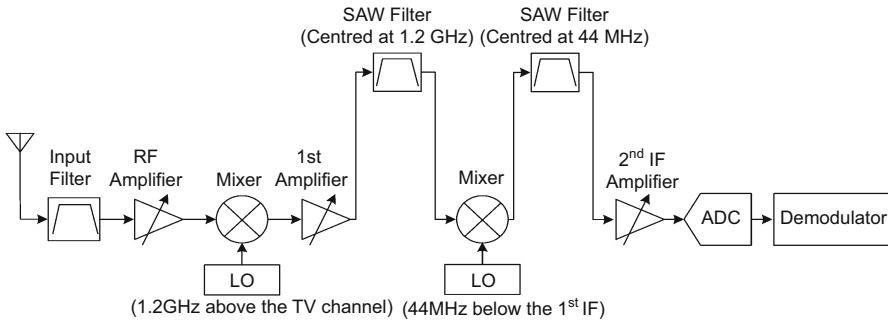 SAW Filter
(Centred at 1.2 GHz)
SAW Filter
(Centred at 44 MHz)
Input
Filter
RF
Amplifier
Mixer
1st
Amplifier
Mixer
2nd IF
Amplifier
ADC
Demodulator
LO
(1.2GHz above the TV channel)
LO
(44MHz below the 1st IF)